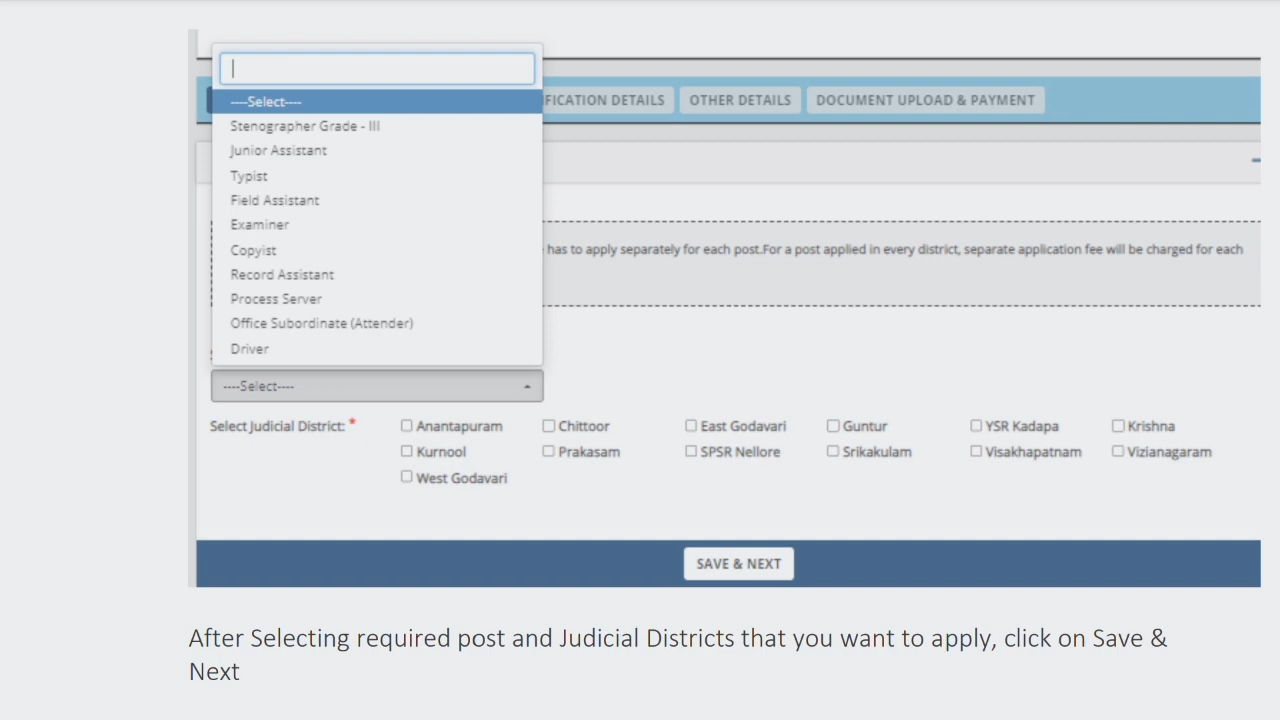 ----Select----
Stenographer Grade - III
Junior Assistant
Typist
Field Assistant
Examiner
Copyist
Record Assistant
Process Server
Office Subordinate (Attender)
Driver
OTHER DETAILS
DOCUMENT UPLOAD & PAYMENT
has to apply separately for each post.For a post applied in every district, separate application fee will be charged for each
----Select----
Select Judicial District: *
Anantapuram Chittoor East Godavari Guntur YSR Kadapa Krishna
Kurnool Prakasam SPSR Nellore Srikakulam Visakhapatnam Vizianagaram
West Godavari
SAVE & NEXT
After Selecting required post and Judicial Districts that you want to apply, click on Save &
Next